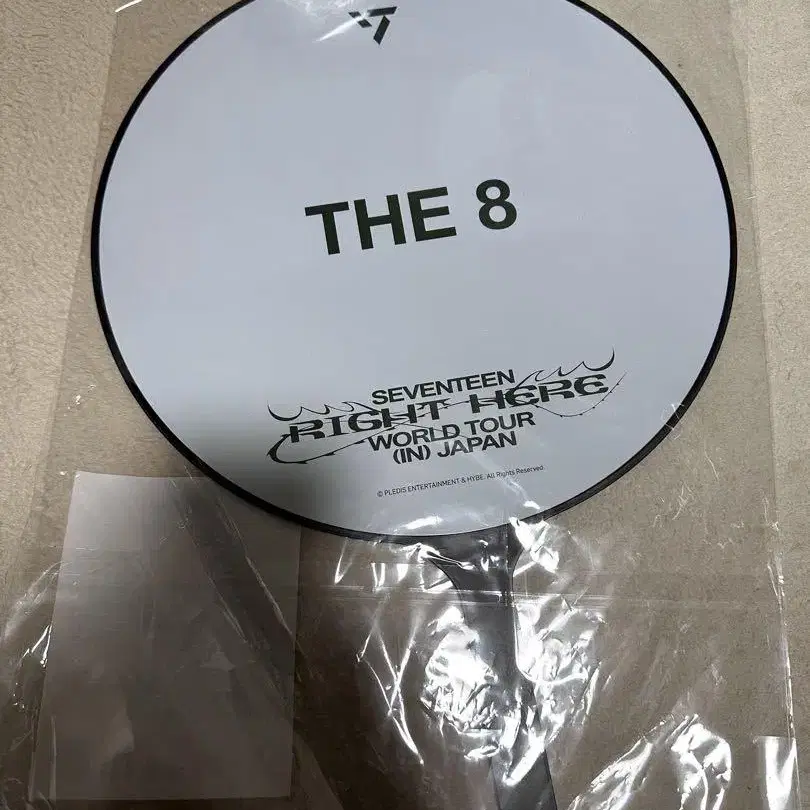 THE 8
SEVENTEEN
RIGHT HERE
WORLD TOUR
(IN) JAPAN
© PLEDIS ENTERTAINMENT & HYBE. All Rights Reserved.